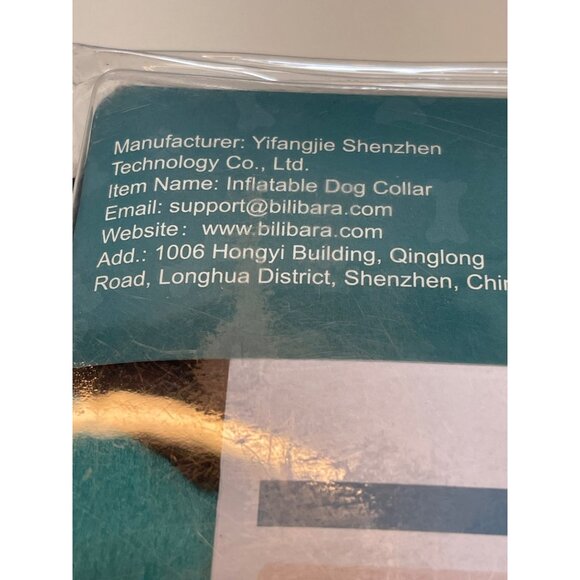 Manufacturer: Yifangjie Shenzhen
Technology Co., Ltd.
Item Name: Inflatable Dog Collar
Email: support@bilibara.com
Website： www.bilibara.com
Add.: 1006 Hongyi Building, Qinglong
Road, Longhua District, Shenzhen, Chin